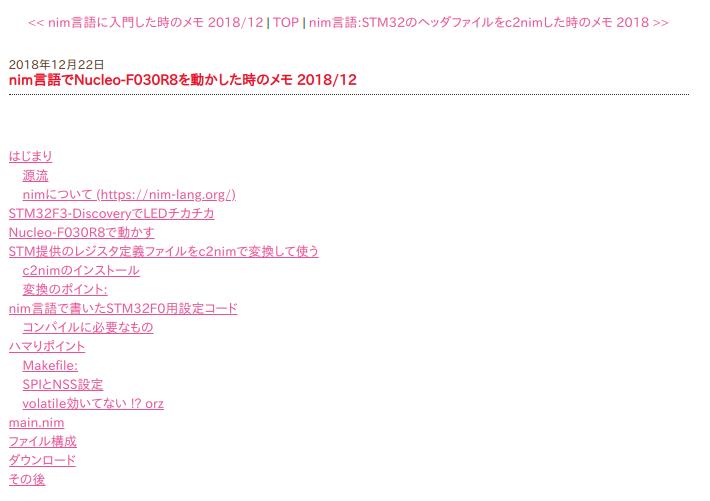 << nim言語に入門した時のメモ 2018/12 | TOP | nim言語:STM32のヘッダファイルをc2nimした時のメモ 2018 >>
2018年12月22日
nim言語でNucleo-F030R8を動かした時のメモ 2018/12
はじまり
源流
nimについて (https://nim-lang.org/)
STM32F3-DiscoveryでLEDチカチカ
Nucleo-F030R8で動かす
STM提供のレジスタ定義ファイルをc2nimで変換して使う
c2nimのインストール
変換のポイント:
nim言語で書いたSTM32F0用設定コード
コンパイルに必要なもの
ハマりポイント
Makefile:
SPIとNSS設定
volatile効いてない !? orz
main.nim
ファイル構成
ダウンロード
その後